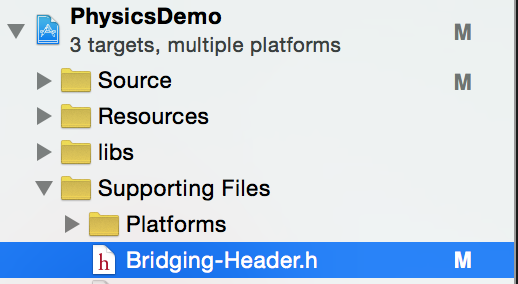 PhysicsDemo
M
3 targets, multiple platforms
Source
M
Resources
libs
Supporting Files
Platforms
h
Bridging-Header.h
M